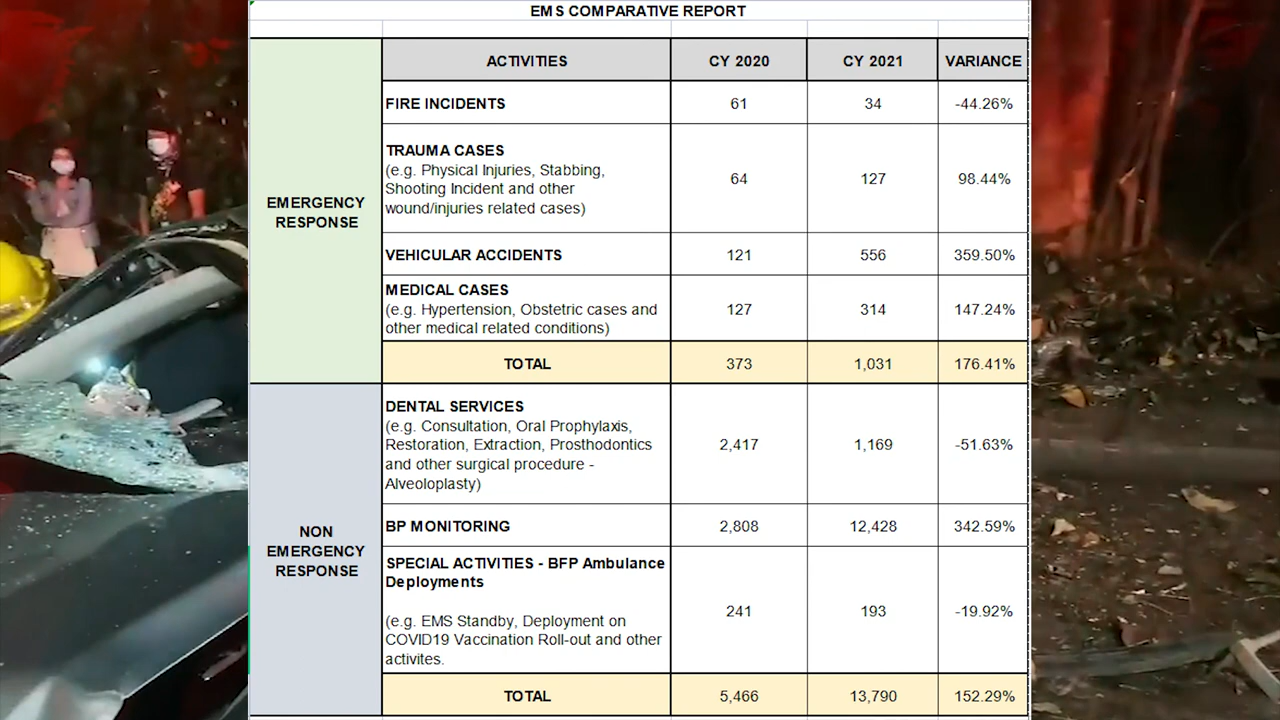 EMS COMPARATIVE REPORT
ACTIVITIES CY 2020 CY 2021 VARIANCE
EMERGENCY
RESPONSE
FIRE INCIDENTS 61 34 -44.26%
TRAUMA CASES
(e.g. Physical Injuries, Stabbing,
Shooting Incident and other
wound/injuries related cases)
64 127 98.44%
VEHICULAR ACCIDENTS 121 556 359.50%
MEDICAL CASES
(e.g. Hypertension, Obstetric cases and
other medical related conditions)
127 314 147.24%
TOTAL 373 1,031 176.41%
NON
EMERGENCY
RESPONSE
DENTAL SERVICES
(e.g. Consultation, Oral Prophylaxis,
Restoration, Extraction, Prosthodontics
and other surgical procedure -
Alveoloplasty)
2,417 1,169 -51.63%
BP MONITORING 2,808 12,428 342.59%
SPECIAL ACTIVITIES - BFP Ambulance
Deployments
(e.g. EMS Standby, Deployment on
COVID19 Vaccination Roll-out and other
activites.
241 193 -19.92%
TOTAL 5,466 13,790 152.29%